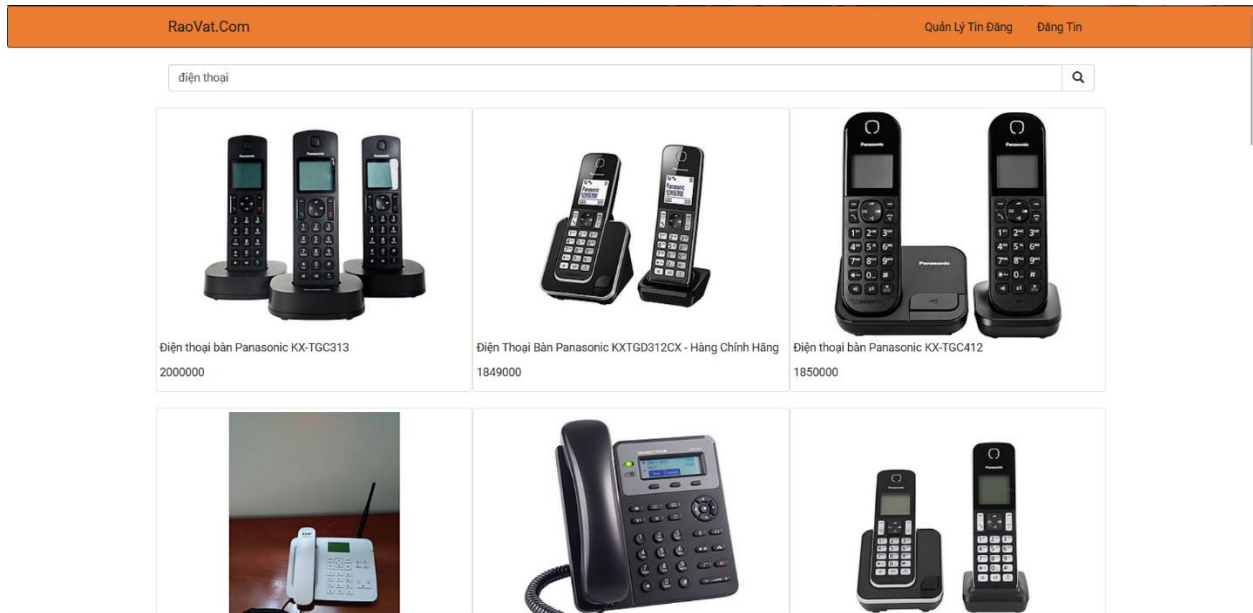 RaoVat.Com
Quản Lý Tin Đăng
Đăng Tin
điện thoại
Điện thoại bàn Panasonic KX-TGC313
2000000
Điện Thoại Bàn Panasonic KXTGD312CX - Hàng Chính Hãng
1849000
Điện thoại bàn Panasonic KX-TGC412
1850000